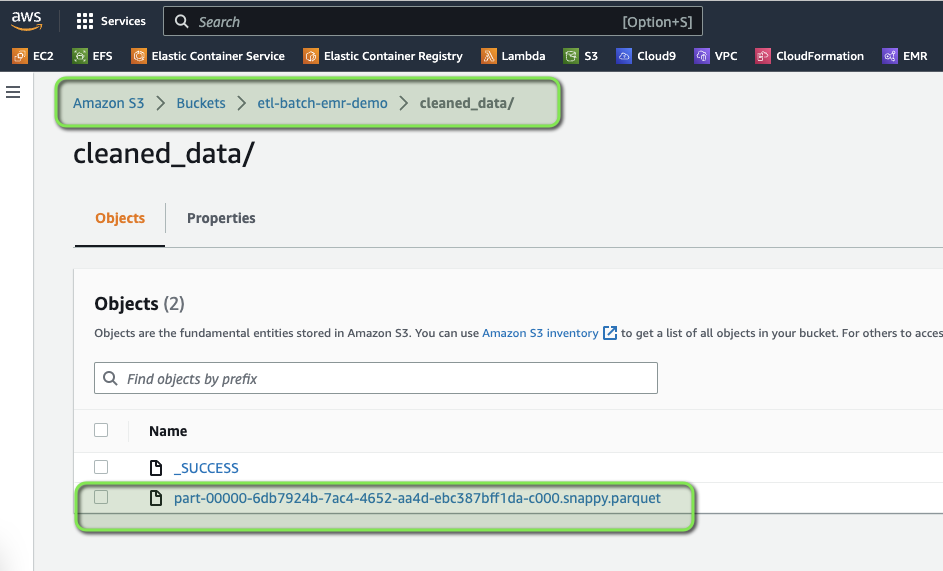 aws Services Search [Option+S]
EC2 EFS Elastic Container Service Elastic Container Registry Lambda S3 Cloud9 VPC CloudFormation EMR
Amazon S3 > Buckets > etl-batch-emr-demo > cleaned_data/
cleaned_data/
Objects Properties
Objects (2)
Objects are the fundamental entities stored in Amazon S3. You can use Amazon S3 inventory to get a list of all objects in your bucket. For others to acces
Find objects by prefix
Name
_SUCCESS
part-00000-6db7924b-7ac4-4652-aa4d-ebc387bff1da-c000.snappy.parquet